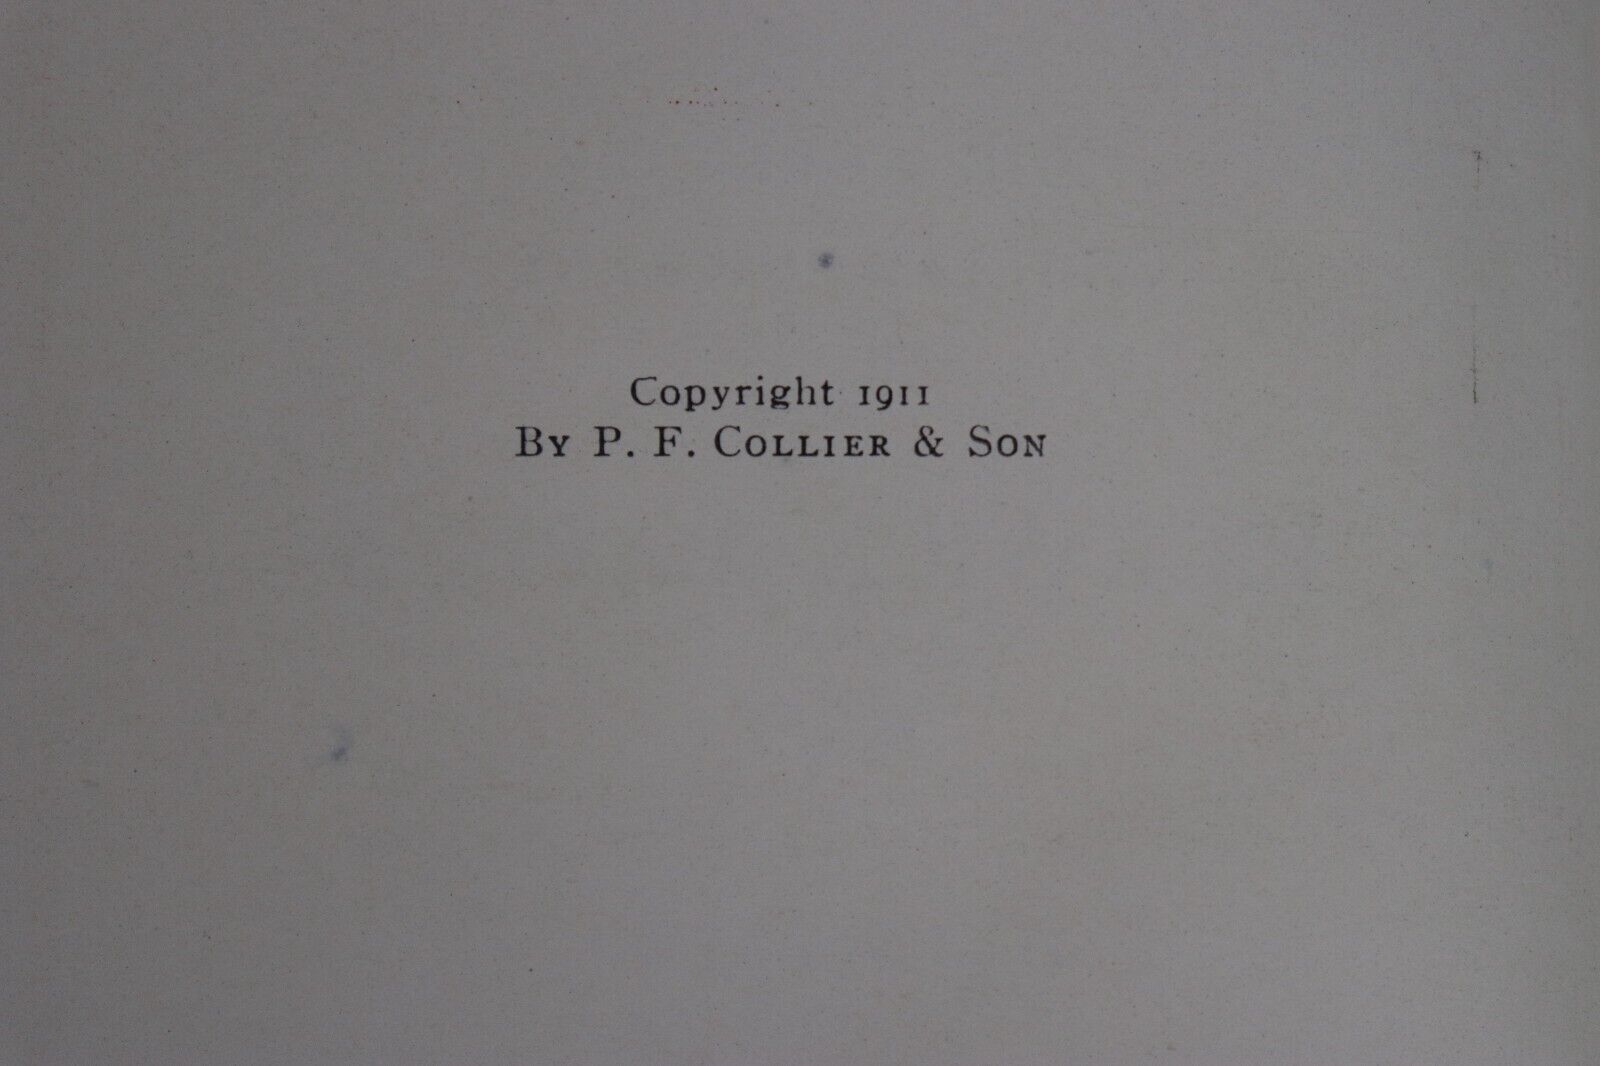 Copyright 1911
By P. F. Collier & Son